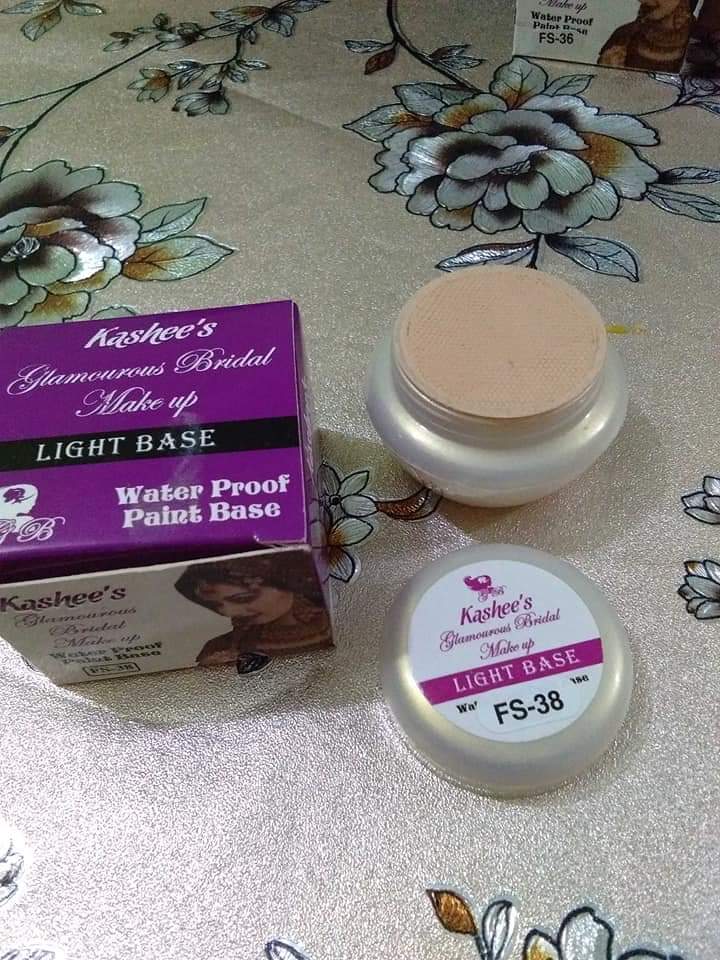 Make up
Water Proof
Paint Base
FS-36
Kashee's
Glamourous Bridal
Make up
LIGHT BASE
Water Proof
Paint Base
GB
Kashee's
Glamourous
Bridal
Make up
Water Proof
Paint Base
FS-38
GB
Kashee's
Glamourous Bridal
Make up
LIGHT BASE
FS-38